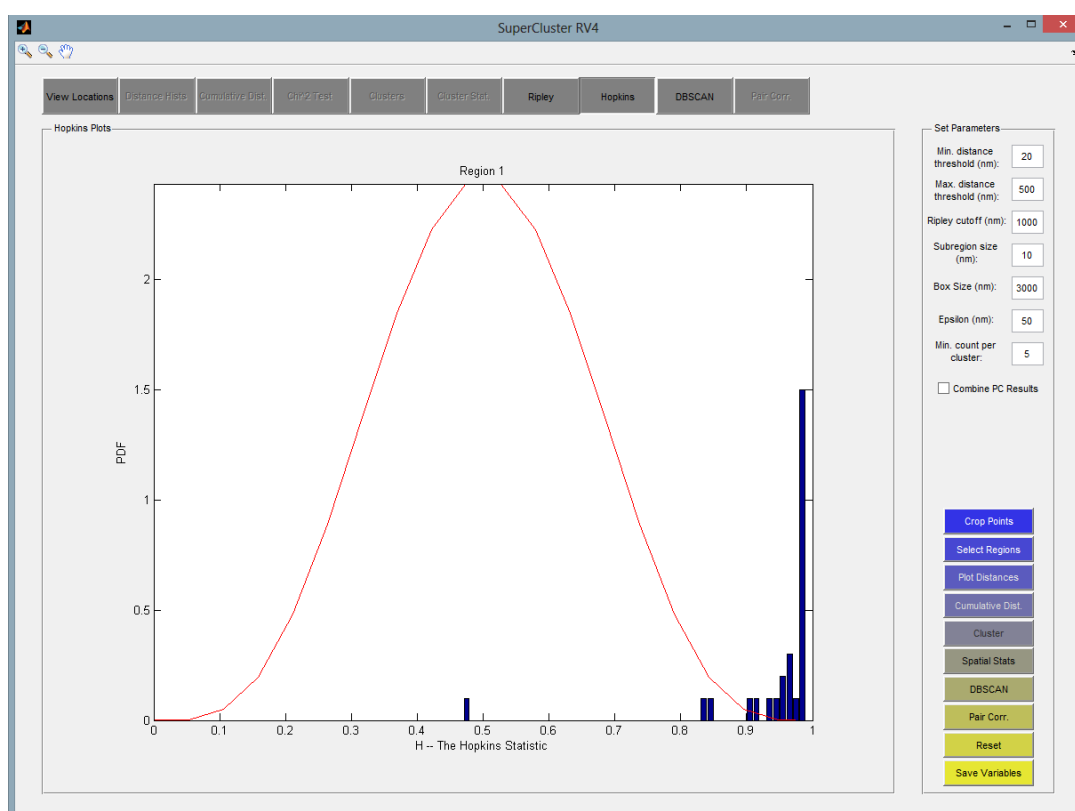 SuperCluster RV4
View Locations
Distance Hists.
Cumulative Dist.
Chi^2 Test
Clusters
Cluster Stat.
Ripley
Hopkins
DBSCAN
Pair Corr.
Hopkins Plots
Region 1
2
1.5
1
0.5
0
PDF
0 0.1 0.2 0.3 0.4 0.5 0.6 0.7 0.8 0.9 1
H -- The Hopkins Statistic
Set Parameters
Min. distance
threshold (nm):
20
Max. distance
threshold (nm):
500
Ripley cutoff (nm): 1000
Subregion size
(nm):
10
Box Size (nm): 3000
Epsilon (nm): 50
Min. count per
cluster:
5
Combine PC Results
Crop Points
Select Regions
Plot Distances
Cumulative Dist.
Cluster
Spatial Stats
DBSCAN
Pair Corr.
Reset
Save Variables